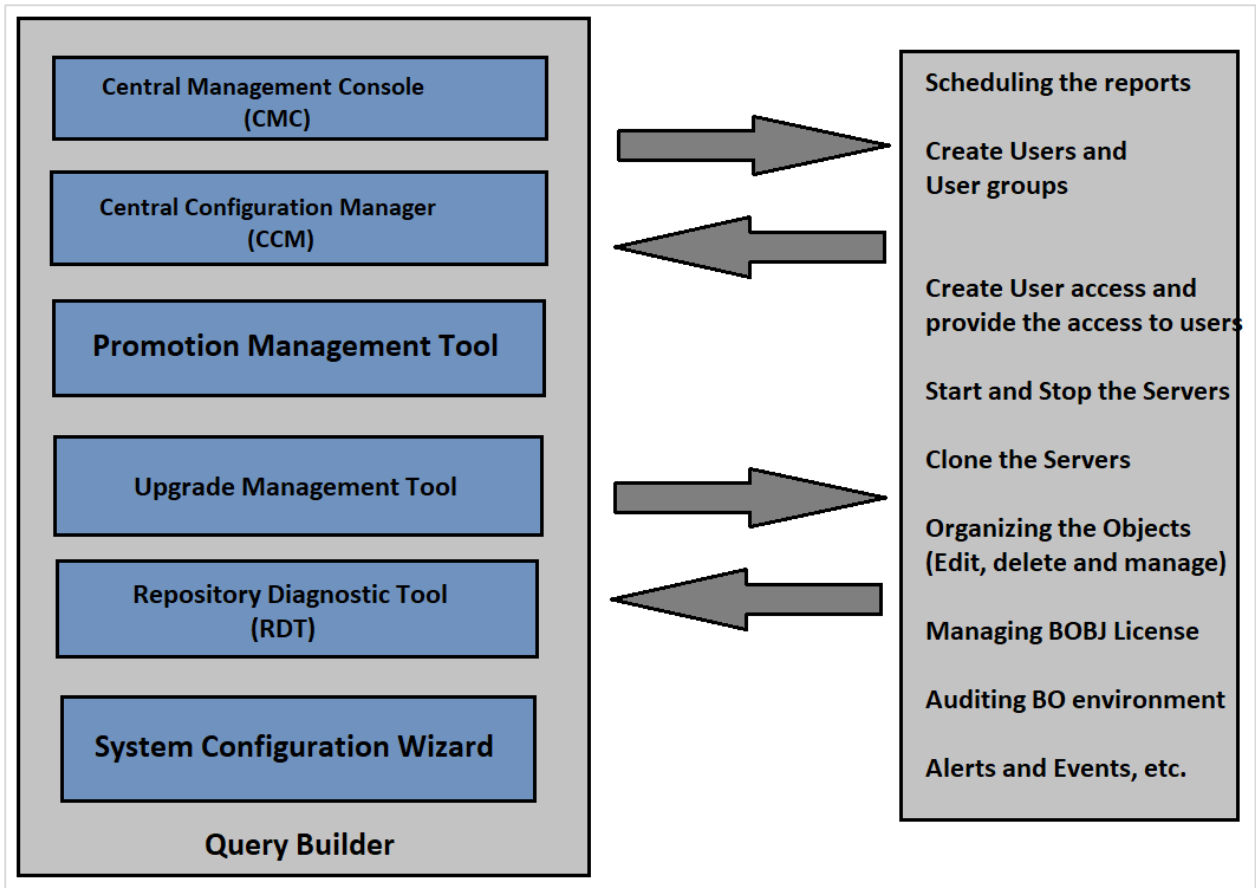 Central Management Console
(CMC)
Central Configuration Manager
(CCM)
Promotion Management Tool
Upgrade Management Tool
Repository Diagnostic Tool
(RDT)
System Configuration Wizard
Query Builder
Scheduling the reports
Create Users and
User groups
Create User access and
provide the access to users
Start and Stop the Servers
Clone the Servers
Organizing the Objects
(Edit, delete and manage)
Managing BOBJ License
Auditing BO environment
Alerts and Events, etc.